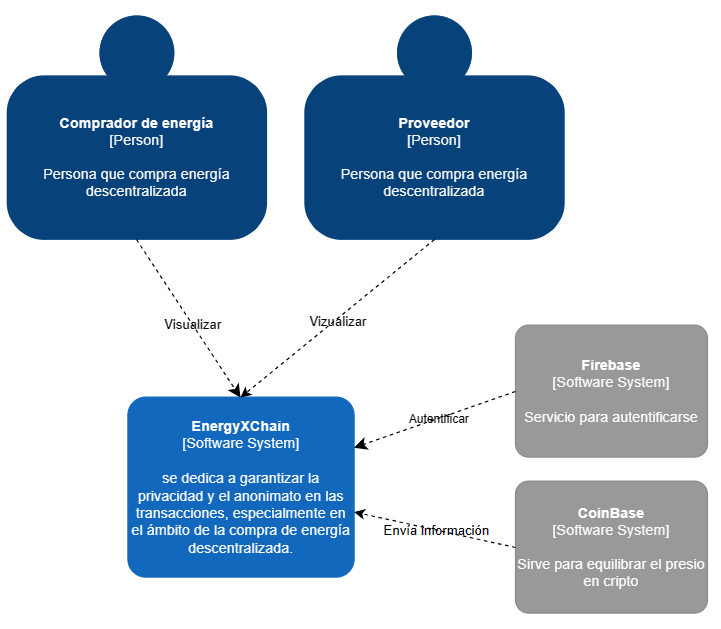 Comprador de energía
[Person]
Persona que compra energía
descentralizada
Proveedor
[Person]
Persona que compra energía
descentralizada
Visualizar
Vizualizar
Firebase
[Software System]
Servicio para autentificarse
Autentificar
EnergyXChain
[Software System]
se dedica a garantizar la
privacidad y el anonimato en las
transacciones, especialmente en
el ámbito de la compra de energía
descentralizada.
CoinBase
[Software System]
Sirve para equilibrar el presio
en cripto
Envía Información